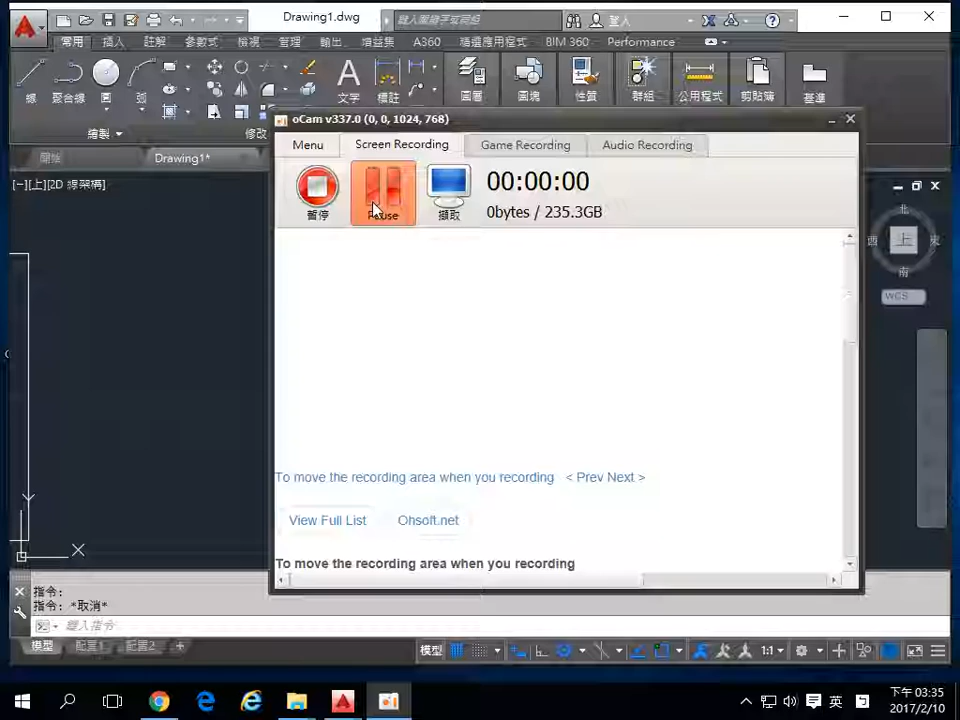 Drawing1.dwg
鍵入關鍵字或詞組
登入
常用 插入 註解 參數式 檢視 管理 輸出 增益集 A360 精選應用程式 BIM 360 Performance
線 聚合線 圓 弧 文字 標註 圖層 圖塊 性質 群組 公用程式 剪貼簿 基準
繪製 修改
oCam v337.0 (0, 0, 1024, 768)
開始 Drawing1*
Menu Screen Recording Game Recording Audio Recording
[−][上][2D 線架構]
00:00:00
暫停 Pause 擷取 0bytes / 235.3GB
北
西 上 東
南
WCS
To move the recording area when you recording < Prev Next >
View Full List Ohsoft.net
X
To move the recording area when you recording
指令:
指令: *取消*
鍵入指令
模型 配置1 配置2 +
模型 1:1
英
下午 03:35
2017/2/10